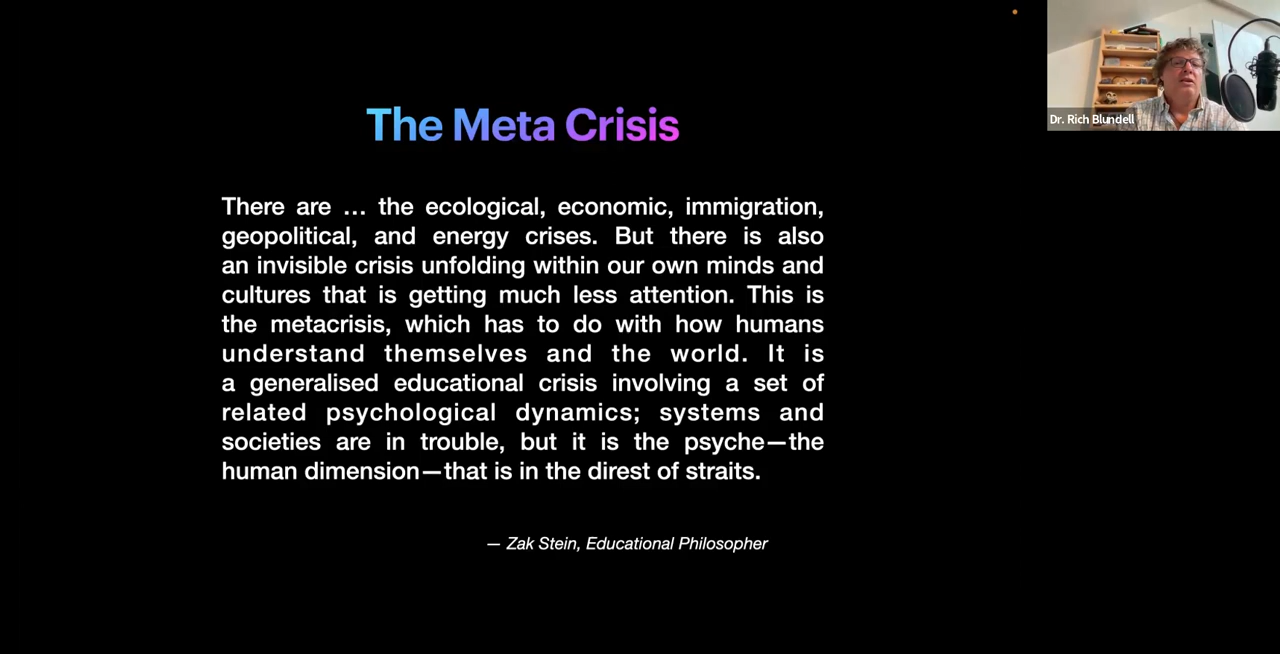 The Meta Crisis
There are … the ecological, economic, immigration,
geopolitical, and energy crises. But there is also
an invisible crisis unfolding within our own minds and
cultures that is getting much less attention. This is
the metacrisis, which has to do with how humans
understand themselves and the world. It is
a generalised educational crisis involving a set of
related psychological dynamics; systems and
societies are in trouble, but it is the psyche—the
human dimension—that is in the direst of straits.
— Zak Stein, Educational Philosopher
Dr. Rich Blundell